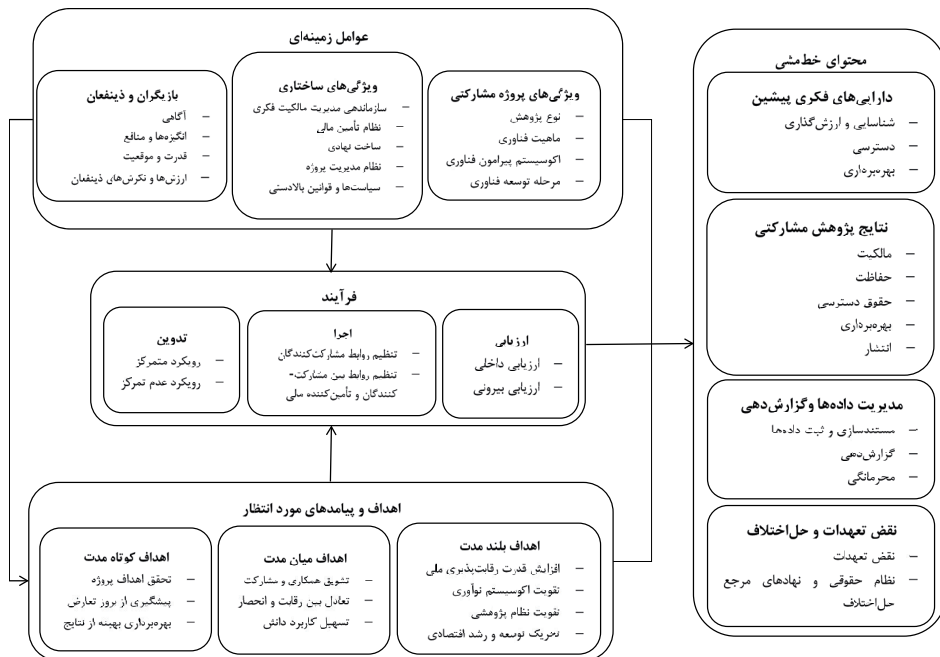 عوامل زمینه‌ای
ویژگی‌های پروژه مشارکتی
– نوع پژوهش
– ماهیت فناوری
– اکوسیستم پیرامون فناوری
– مرحله توسعه فناوری
ویژگی‌های ساختاری
– سازماندهی مدیریت مالکیت فکری
– نظام تأمین مالی
– ساخت نهادی
– نظام مدیریت پروژه
– سیاست‌ها و قوانین بالادستی
بازیگران و ذینفعان
– آگاهی
– انگیزه‌ها و منافع
– قدرت و موقعیت
– ارزش‌ها و نگرش‌های ذینفعان
فرآیند
ارزیابی
– ارزیابی داخلی
– ارزیابی بیرونی
اجرا
– تنظیم روابط مشارکت‌کنندگان
– تنظیم روابط بین مشارکت-
کنندگان و تأمین‌کننده ملی
تدوین
– رویکرد متمرکز
– رویکرد عدم تمرکز
اهداف و پیامدهای مورد انتظار
اهداف بلند مدت
– افزایش قدرت رقابت‌پذیری ملی
– تقویت اکوسیستم نوآوری
– تقویت نظام پژوهشی
– تحریک توسعه و رشد اقتصادی
اهداف میان مدت
– تشویق همکاری و مشارکت
– تعادل بین رقابت و انحصار
– تسهیل کاربرد دانش
اهداف کوتاه مدت
– تحقق اهداف پروژه
– پیشگیری از بروز تعارض
– بهره‌برداری بهینه از نتایج
محتوای خط‌مشی
دارایی‌های فکری پیشین
– شناسایی و ارزش‌گذاری
– دسترسی
– بهره‌برداری
نتایج پژوهش مشارکتی
– مالکیت
– حفاظت
– حقوق دسترسی
– بهره‌برداری
– انتشار
مدیریت داده‌ها وگزارش‌دهی
– مستندسازی و ثبت داده‌ها
– گزارش‌دهی
– محرمانگی
نقض تعهدات و حل‌اختلاف
– نقض تعهدات
– نظام حقوقی و نهادهای مرجع
حل‌اختلاف